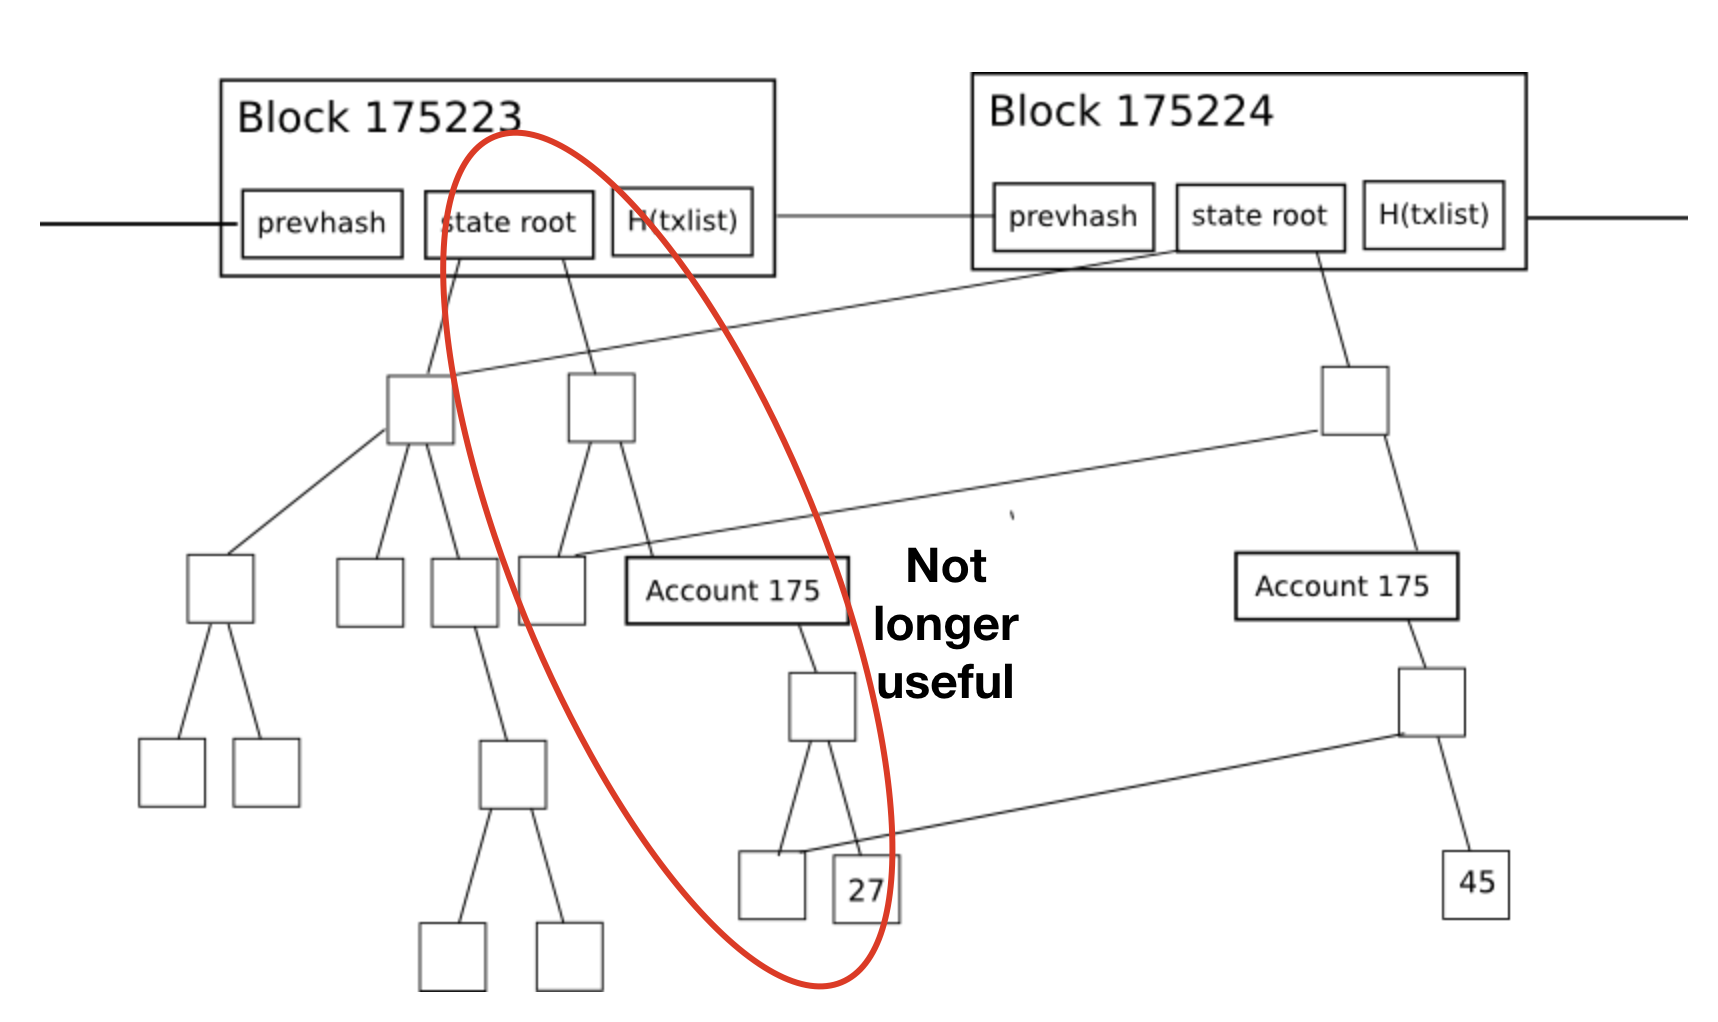 Block 175223
prevhash
state root
H(txlist)
Block 175224
prevhash
state root
H(txlist)
Account 175
Not
longer
useful
Account 175
27
45